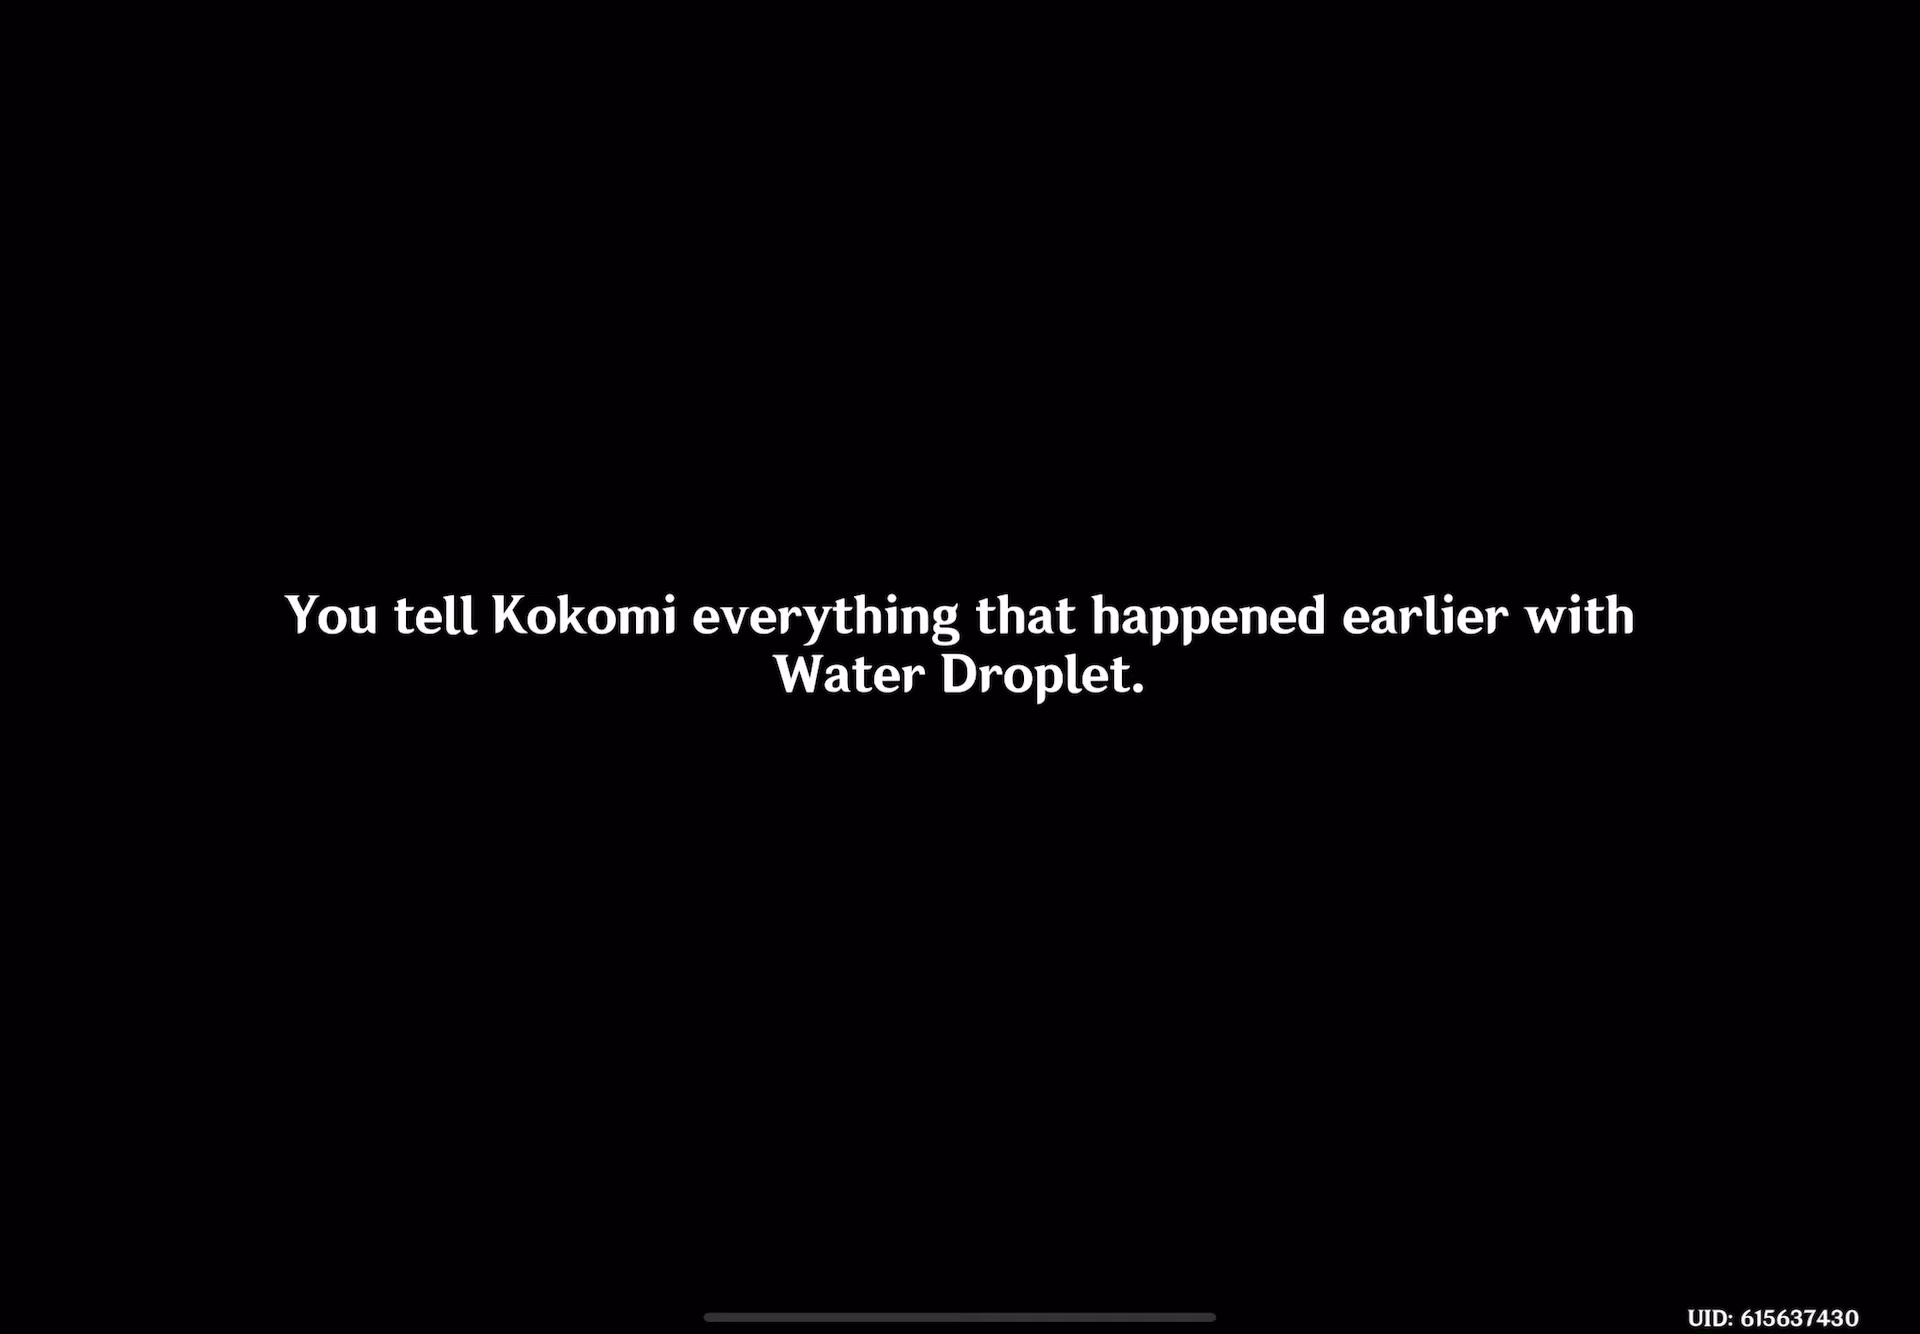 You tell Kokomi everything that happened earlier with
Water Droplet.
UID: 615637430